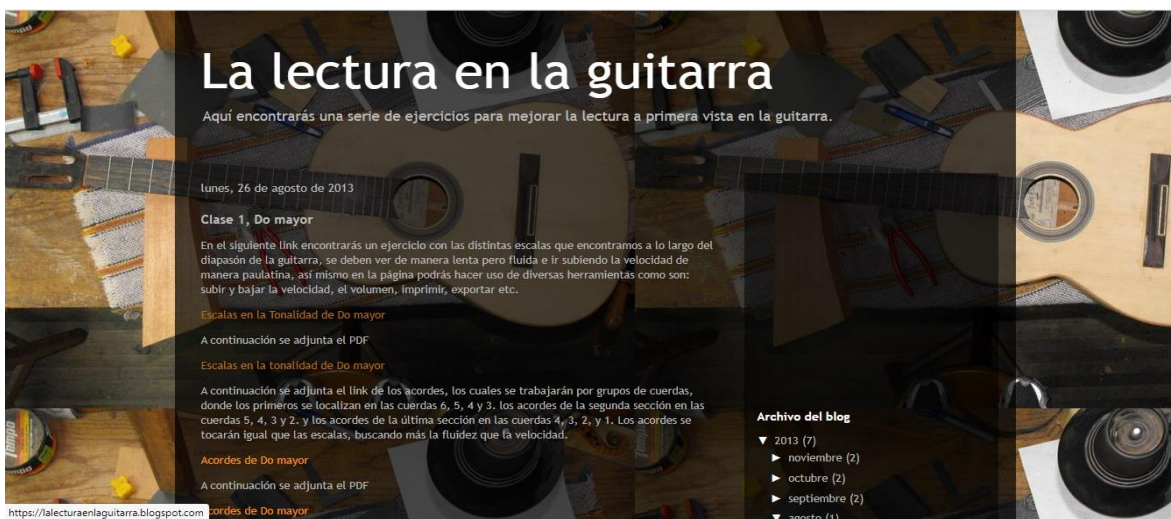 La lectura en la guitarra
Aquí encontrarás una serie de ejercicios para mejorar la lectura a primera vista en la guitarra.
lunes, 26 de agosto de 2013
Clase 1, Do mayor
En el siguiente link encontrarás un ejercicio con las distintas escalas que encontramos a lo largo del
diapasón de la guitarra, se deben ver de manera lenta pero fluida e ir subiendo la velocidad de
manera paulatina, así mismo en la página podrás hacer uso de diversas herramientas como son:
subir y bajar la velocidad, el volumen, imprimir, exportar etc.
Escalas en la Tonalidad de Do mayor
A continuación se adjunta el PDF
Escalas en la tonalidad de Do mayor
A continuación se adjunta el link de los acordes, los cuales se trabajarán por grupos de cuerdas,
donde los primeros se localizan en las cuerdas 6, 5, 4 y 3. los acordes de la segunda sección en las
cuerdas 5, 4, 3 y 2. y los acordes de la última sección en las cuerdas 4, 3, 2, y 1. Los acordes se
tocarán igual que las escalas, buscando más la fluidez que la velocidad.
Acordes de Do mayor
A continuación se adjunta el PDF
cordes de Do mayor
Archivo del blog
▼ 2013 (7)
► noviembre (2)
► octubre (2)
► septiembre (2)
▼ agosto (1)
https://lalecturaenlaguitarra.blogspot.com